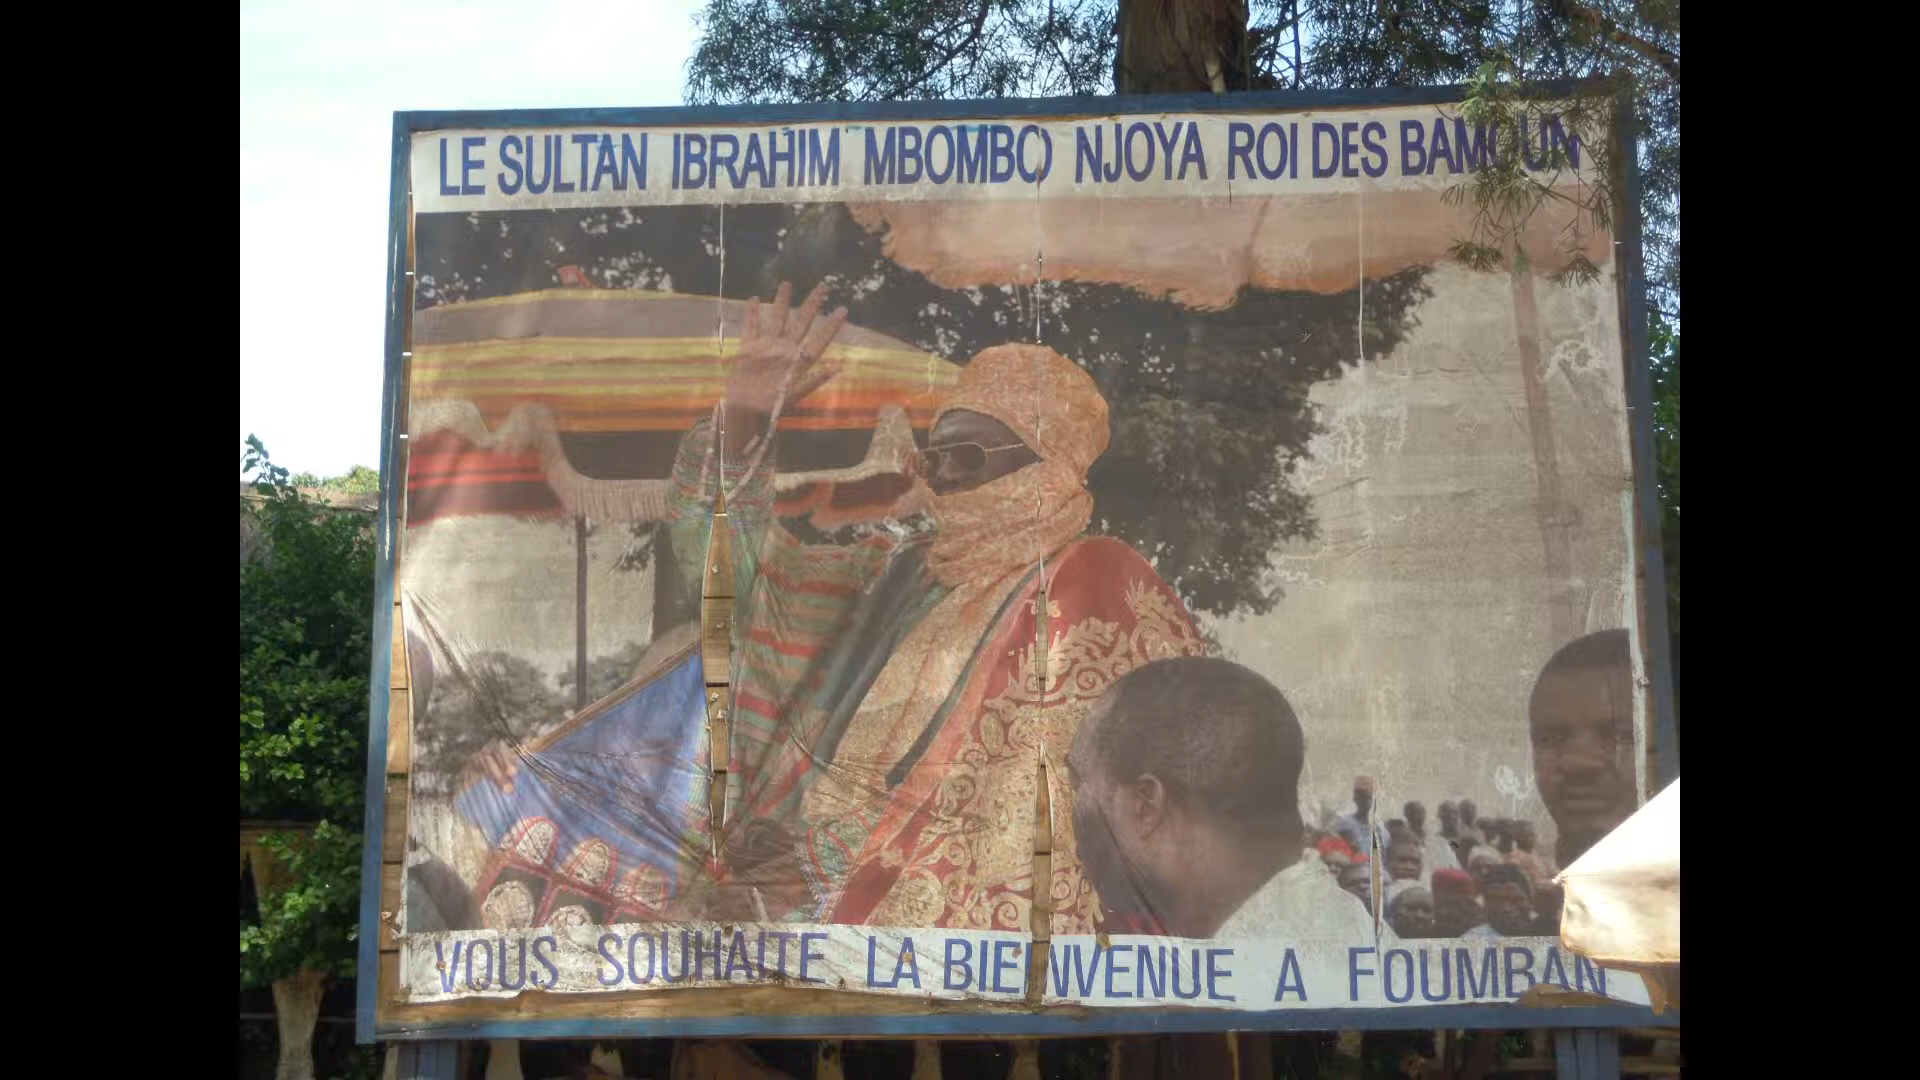 LE SULTAN IBRAHIM MBOMBO NJOYA ROI DES BAMOUN
VOUS SOUHAITE LA BIENVENUE A FOUMBAN